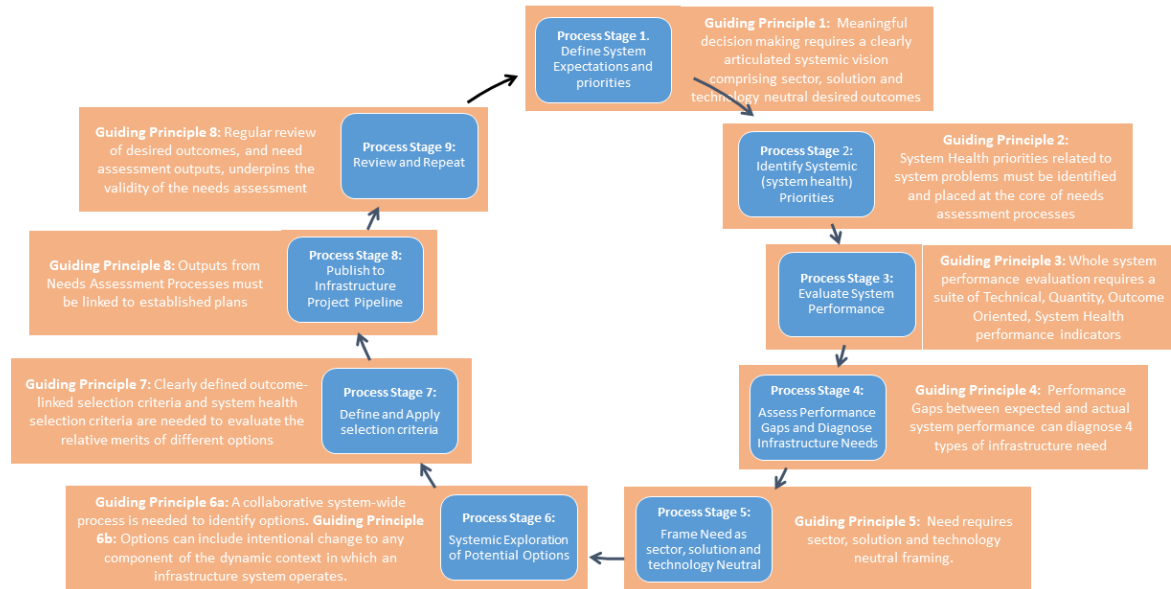 Process Stage 1.
Define System
Expectations and
priorities
Guiding Principle 1: Meaningful
decision making requires a clearly
articulated systemic vision
comprising sector, solution and
technology neutral desired outcomes
Process Stage 2:
Identify Systemic
(system health)
Priorities
Guiding Principle 2:
System Health priorities related to
system problems must be identified
and placed at the core of needs
assessment processes
Process Stage 3:
Evaluate System
Performance
Guiding Principle 3: Whole system
performance evaluation requires a
suite of Technical, Quantity, Outcome
Oriented, System Health
performance indicators
Process Stage 4:
Assess Performance
Gaps and Diagnose
Infrastructure Needs
Guiding Principle 4: Performance
Gaps between expected and actual
system performance can diagnose 4
types of infrastructure need
Process Stage 5:
Frame Need as
sector, solution and
technology Neutral
Guiding Principle 5: Need requires
sector, solution and technology
neutral framing.
Guiding Principle 6a: A collaborative system-wide
process is needed to identify options. Guiding Principle
6b: Options can include intentional change to any
component of the dynamic context in which an
infrastructure system operates.
Process Stage 6:
Systemic Exploration
of Potential Options
Guiding Principle 7: Clearly defined outcome-
linked selection criteria and system health
selection criteria are needed to evaluate the
relative merits of different options
Process Stage 7:
Define and Apply
selection criteria
Guiding Principle 8: Outputs from
Needs Assessment Processes must
be linked to established plans
Process Stage 8:
Publish to
Infrastructure
Project Pipeline
Guiding Principle 8: Regular review
of desired outcomes, and need
assessment outputs, underpins the
validity of the needs assessment
Process Stage 9:
Review and Repeat